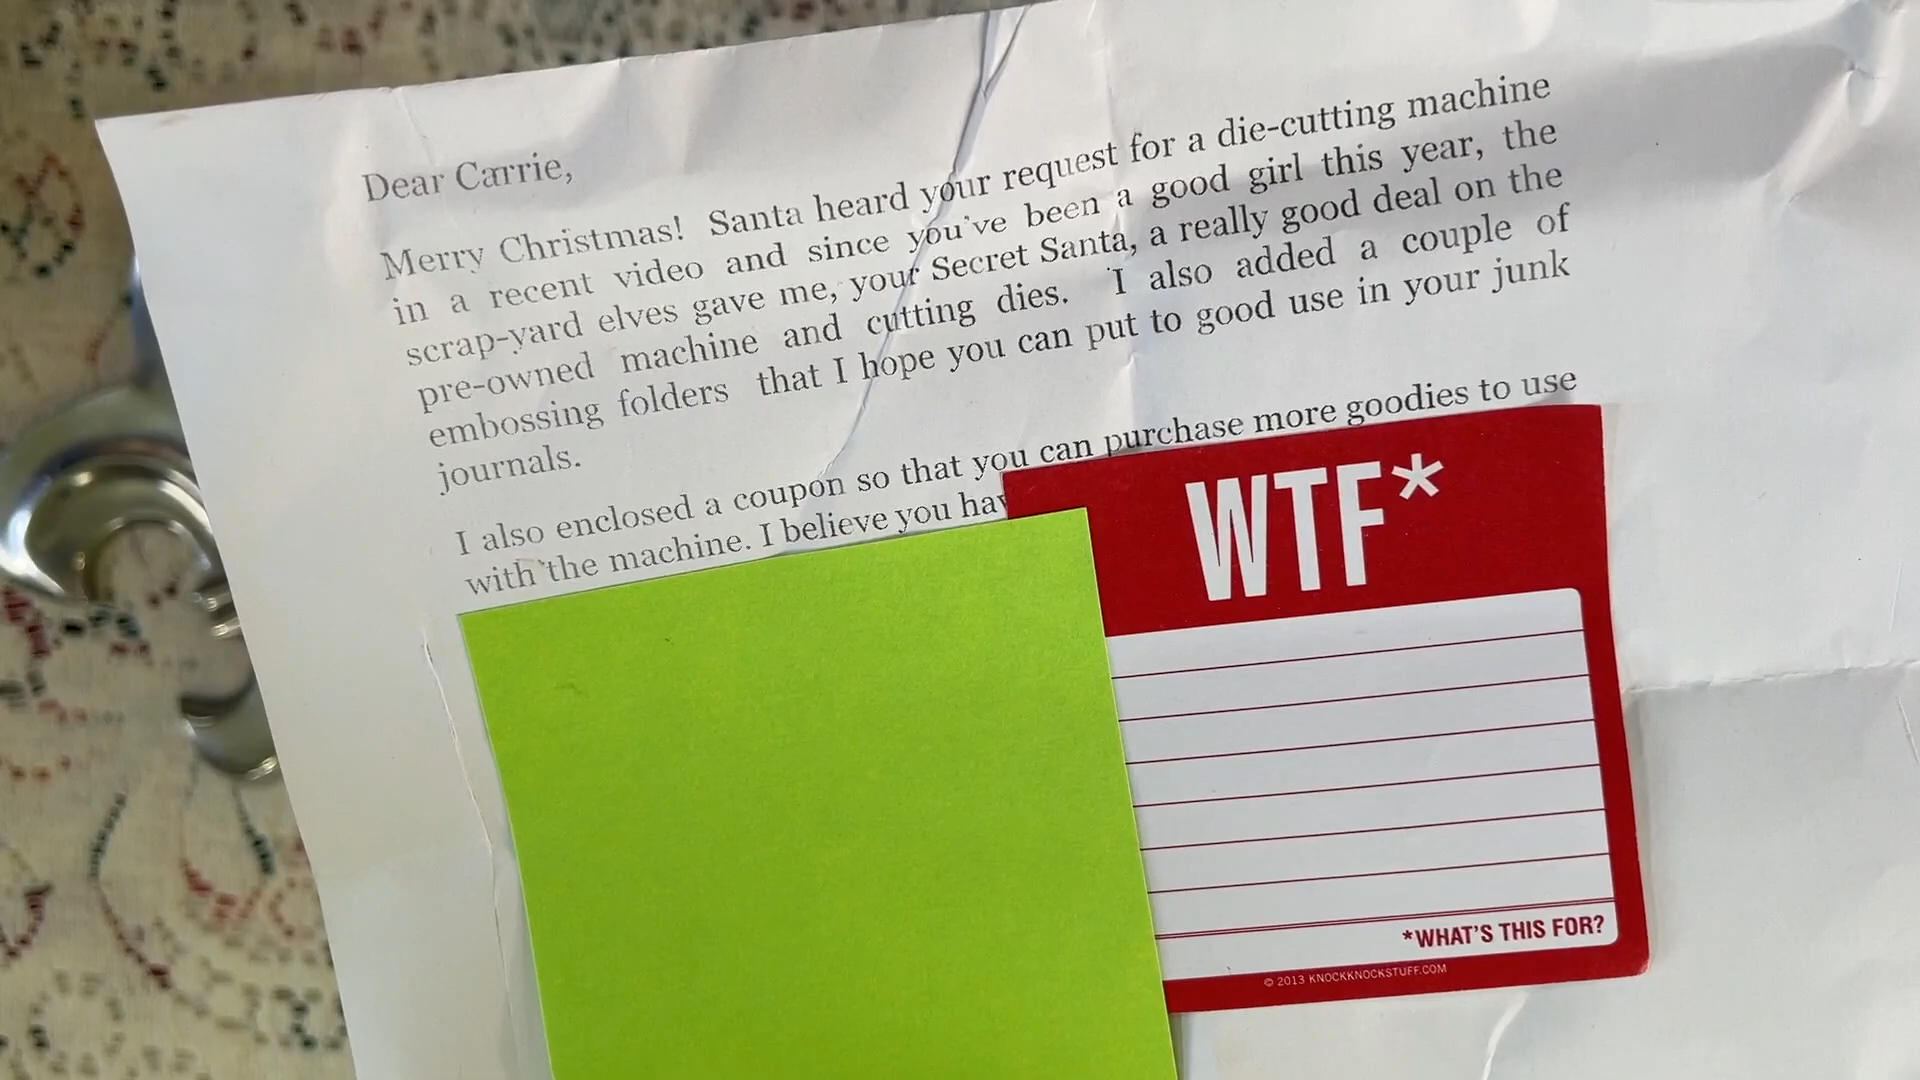 Dear Carrie,
Merry Christmas! Santa heard your request for a die-cutting machine
in a recent video and since you've been a good girl this year, the
scrap-yard elves gave me, your Secret Santa, a really good deal on the
pre-owned machine and cutting dies. I also added a couple of
embossing folders that I hope you can put to good use in your junk
journals.
I also enclosed a coupon so that you can purchase more goodies to use
with the machine. I believe you
WTF*
*WHAT'S THIS FOR?
© 2013 KNOCKKNOCKSTUFF.COM